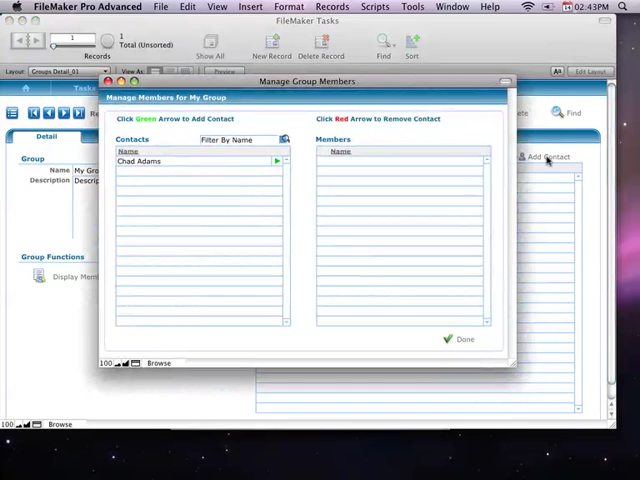 FileMaker Pro Advanced File Edit View Insert Format Records Scripts Tools Window Help 02:43PM
FileMaker Tasks
1
1
Total (Unsorted)
Records
Show All
New Record
Delete Record
Find
Sort
Layout: Groups Detail_01 View As: Preview Aa Edit Layout
Tasks
Manage Group Members
Manage Members for My Group
Find
Click Green Arrow to Add Contact
Click Red Arrow to Remove Contact
Detail
Contacts
Filter By Name
Members
Name
Name
Group
Add Contact
Chad Adams
Name My Gro
Description Descrip
Group Functions
Display Mem
Done
100 Browse
100 Browse